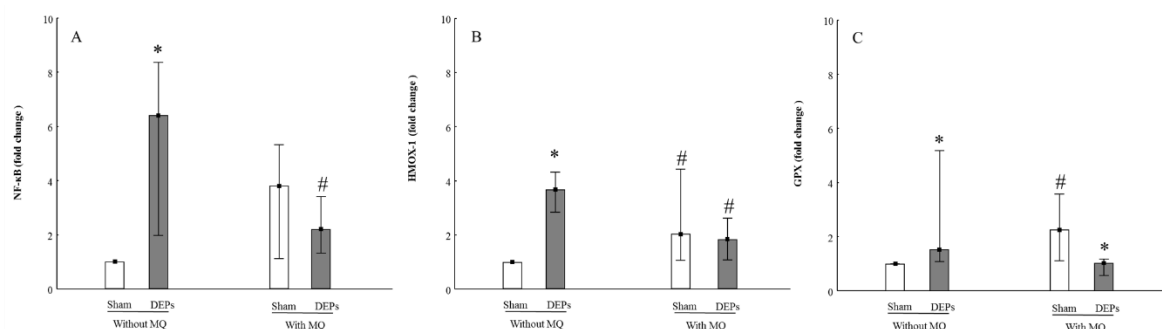 A
NF-κB (fold change )
10
8
6
4
2
0
*
#
Sham DEPs
Without MQ
Sham DEPs
With MQ
B
HMOX-1 (fold change )
10
8
6
4
2
0
*
#
#
Sham DEPs
Without MQ
Sham DEPs
With MQ
C
GPX (fold change )
10
8
6
4
2
0
*
#
*
Sham DEPs
Without MQ
Sham DEPs
With MQ